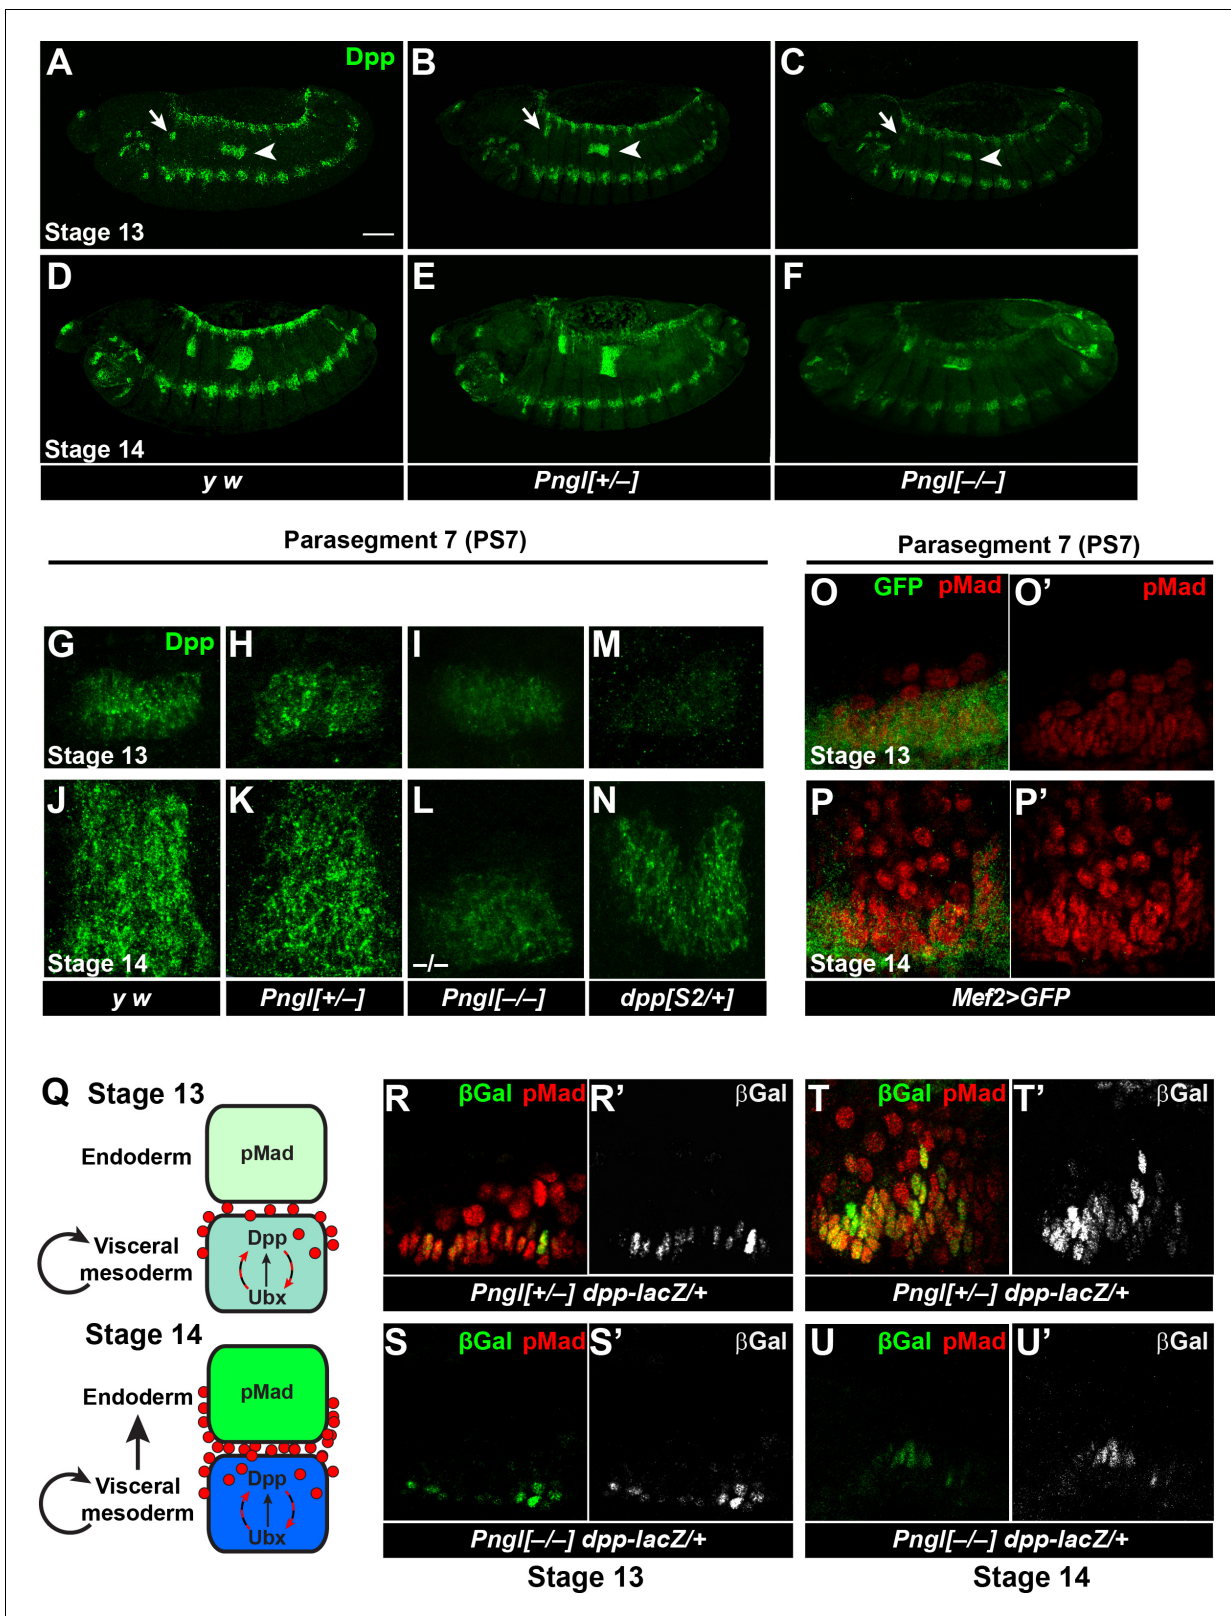 A
Dpp
B
C
Stage 13
D
E
F
Stage 14
y w
Pngl[+/–]
Pngl[–/–]
Parasegment 7 (PS7)
Parasegment 7 (PS7)
G
Dpp
H
I
M
O
GFP pMad
O’
pMad
Stage 13
Stage 13
J
K
L
N
P
P’
Stage 14
–/–
Stage 14
y w
Pngl[+/–]
Pngl[–/–]
dpp[S2/+]
Mef2>GFP
Q
Stage 13
Endoderm
pMad
Visceral
mesoderm
Dpp
Ubx
Stage 14
Endoderm
pMad
Visceral
mesoderm
Dpp
Ubx
R
βGal pMad
R’
βGal
T
βGal pMad
T’
βGal
Pngl[+/–] dpp-lacZ/+
Pngl[+/–] dpp-lacZ/+
S
βGal pMad
S’
βGal
U
βGal pMad
U’
βGal
Pngl[–/–] dpp-lacZ/+
Pngl[–/–] dpp-lacZ/+
Stage 13
Stage 14